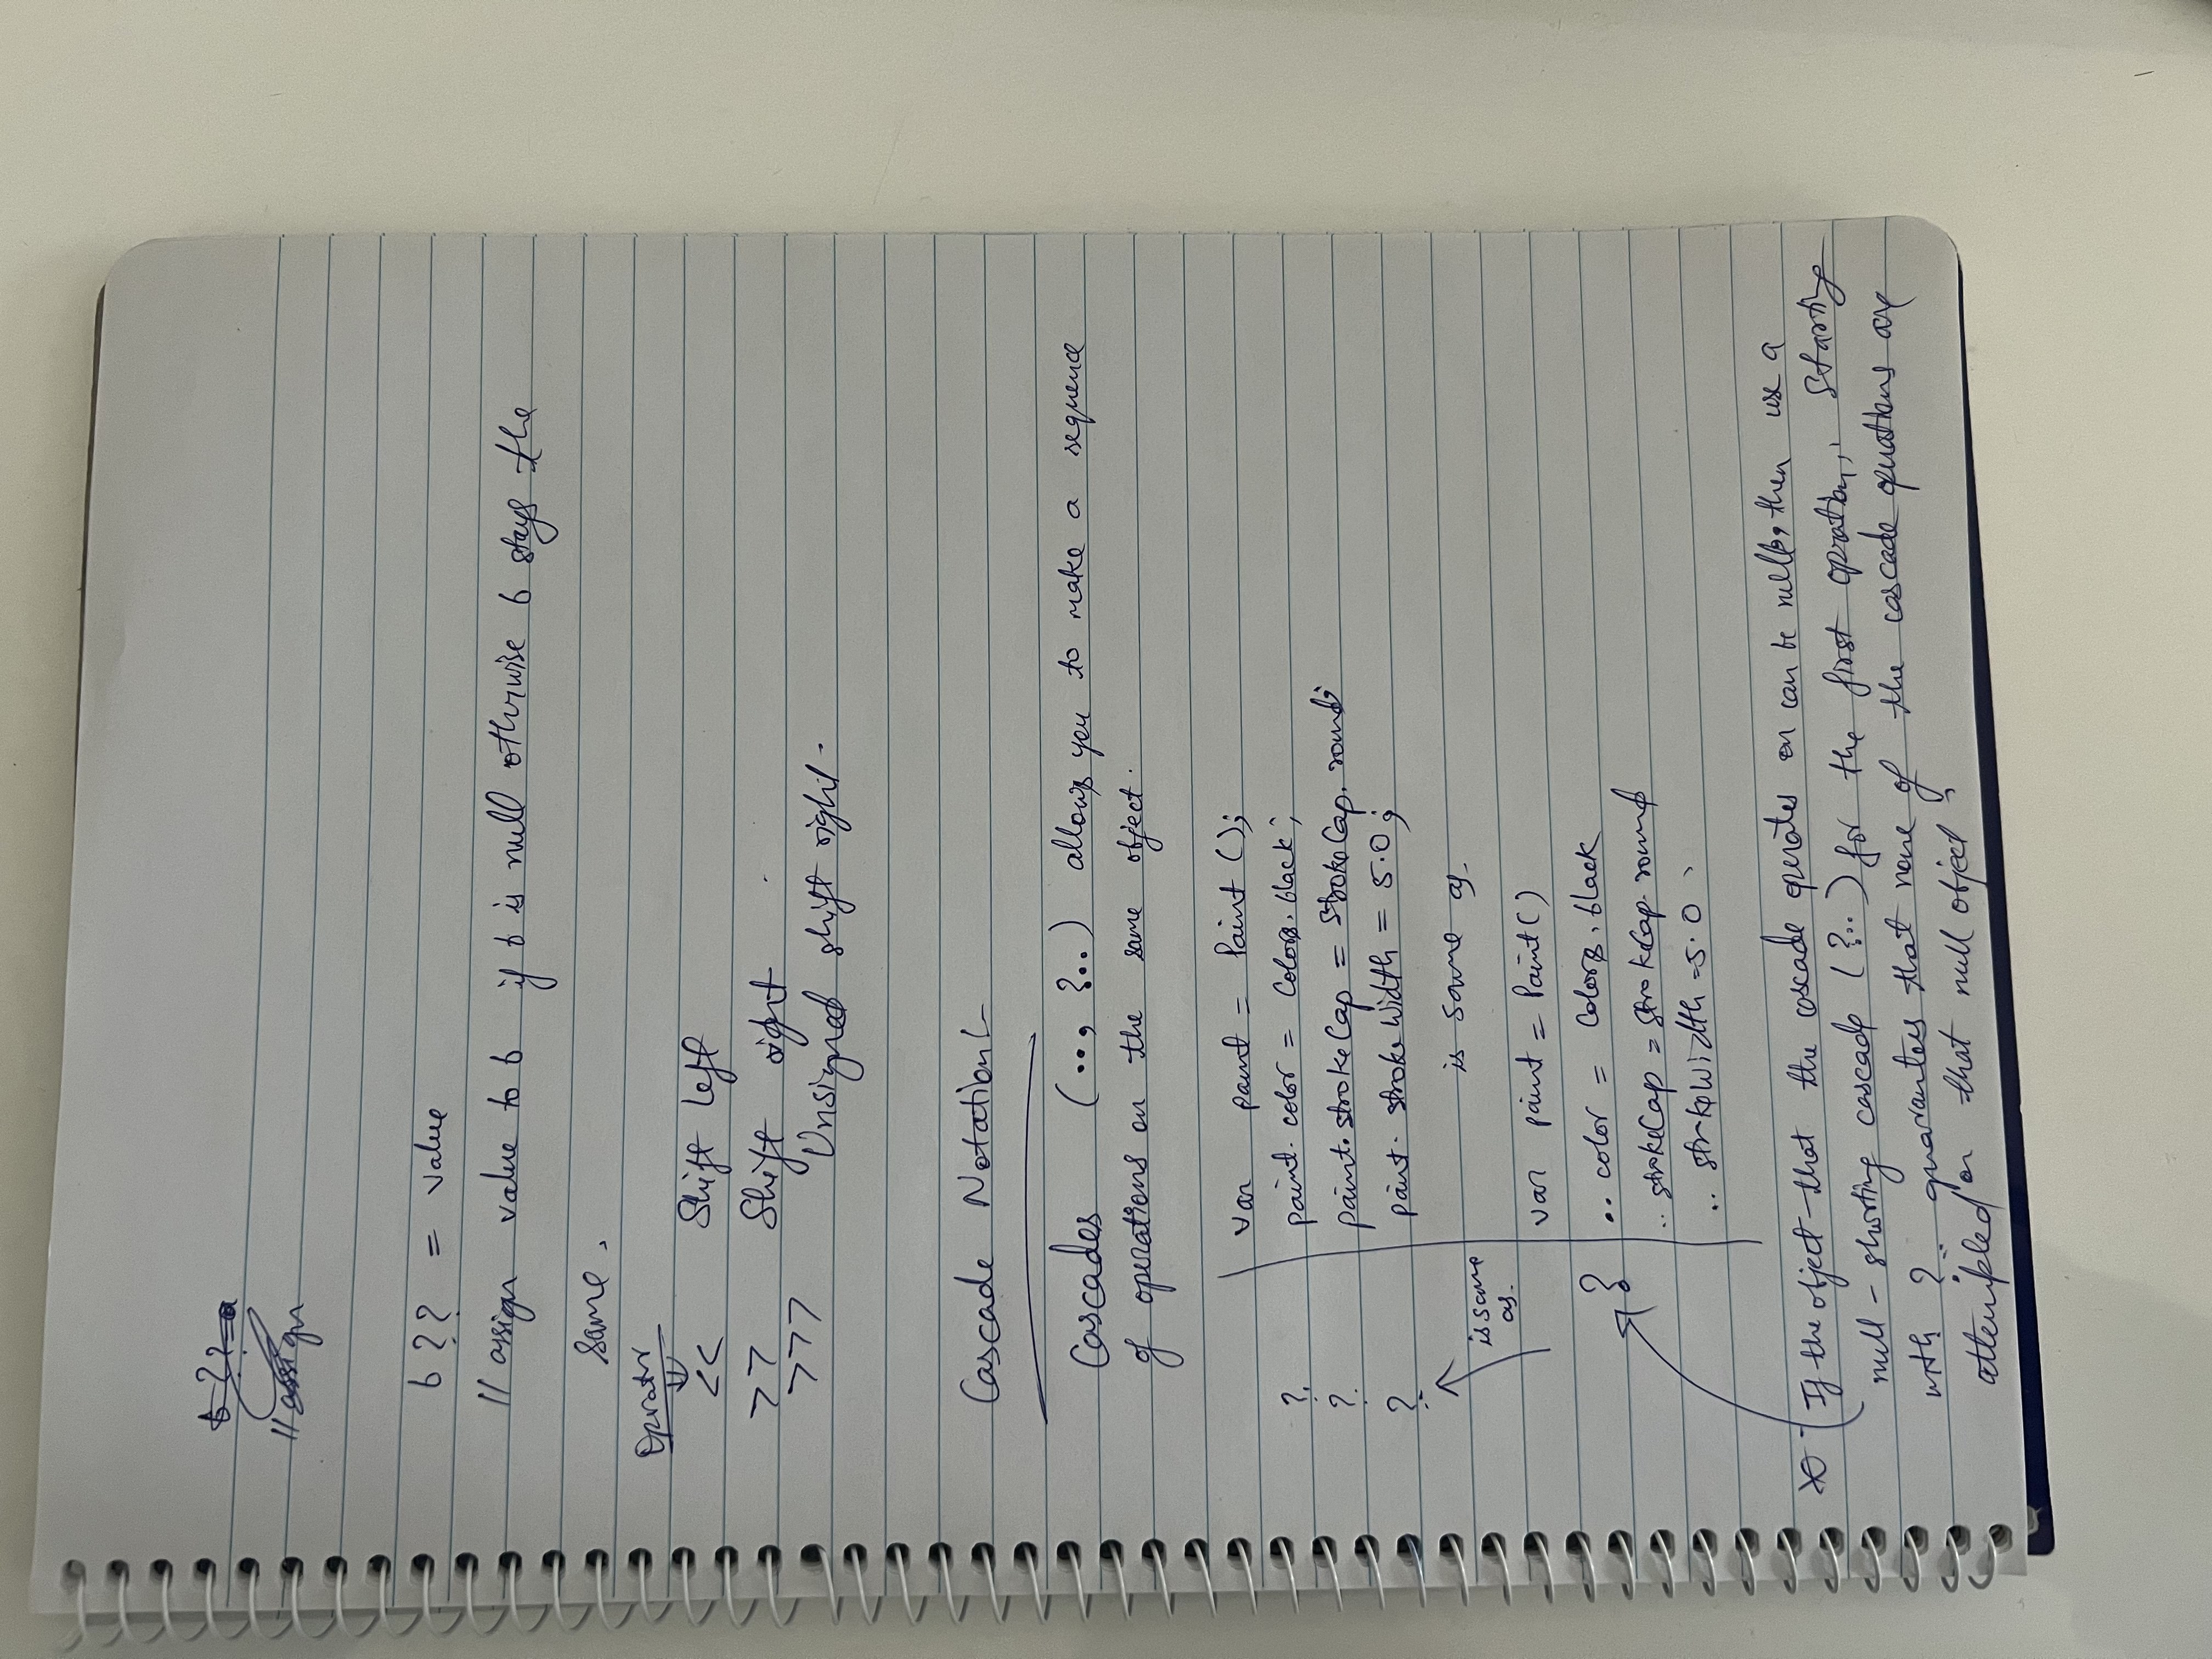 b ??=a
// assign
b ?? = value
// assign value to b if b is null otherwise b stays the
same.
Oprator
<< Shift left
>> Shift right
>>> Unsigned shift right.
Cascade Notation :-
Cascades (.., ?..) allows you to make a sequence
of operations on the same object.
var paint = Paint ();
?. paint. color = Colors. black;
?. paint. strokeCap = StrokeCap. round;
?. paint. strokeWidth = 5.0;
is same as.
is same
as.
var paint = Paint()
? .. color = Colors. black
.. strokeCap = StrokeCap. round
.. strokeWidth = 5.0
If the object that the cascade operates on can be null, then use a
null - shorting cascade (?..) for the first opration, Starting
with ?.. guarantees that none of the cascade operations are
attempted on that null object.